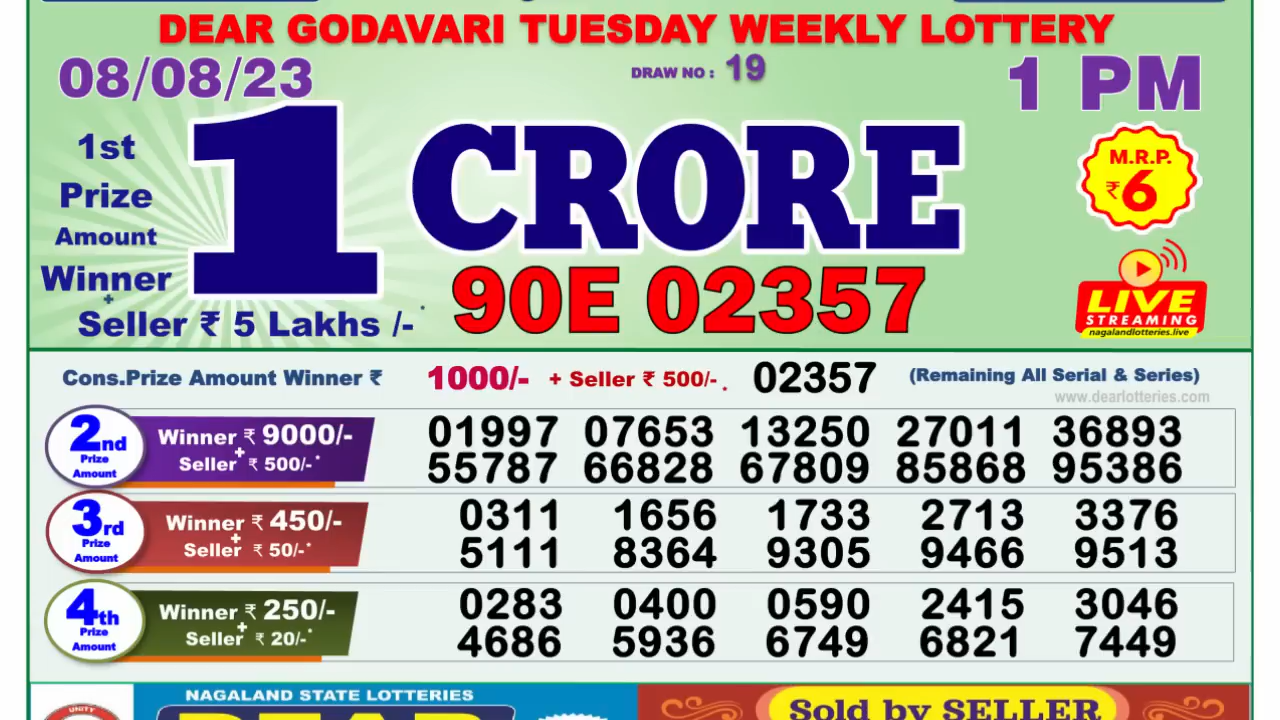 DEAR GODAVARI TUESDAY WEEKLY LOTTERY
08/08/23
DRAW NO : 19
1 PM
1st
Prize
Amount
Winner
+
Seller ₹ 5 Lakhs /-
1 CRORE
90E 02357
M.R.P.
₹6
LIVE
STREAMING
nagalandlotteries.live
Cons.Prize Amount Winner ₹ 1000/- + Seller ₹ 500/- . 02357 (Remaining All Serial & Series)
www.dearlotteries.com
2nd
Prize
Amount
Winner ₹ 9000/-
+
Seller ₹ 500/-*
01997 07653 13250 27011 36893
55787 66828 67809 85868 95386
3rd
Prize
Amount
Winner ₹ 450/-
+
Seller ₹ 50/-*
0311 1656 1733 2713 3376
5111 8364 9305 9466 9513
4th
Prize
Amount
Winner ₹ 250/-
+
Seller ₹ 20/-*
0283 0400 0590 2415 3046
4686 5936 6749 6821 7449
UNITY
NAGALAND STATE LOTTERIES
DEAR
Sold by SELLER